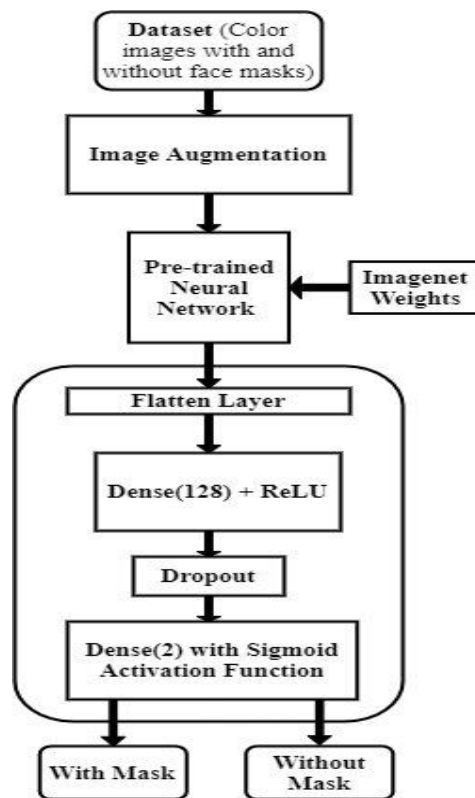 Dataset (Color
images with and
without face masks)
Image Augmentation
Pre-trained
Neural
Network
Imagenet
Weights
Flatten Layer
Dense(128) + ReLU
Dropout
Dense(2) with Sigmoid
Activation Function
With Mask
Without
Mask